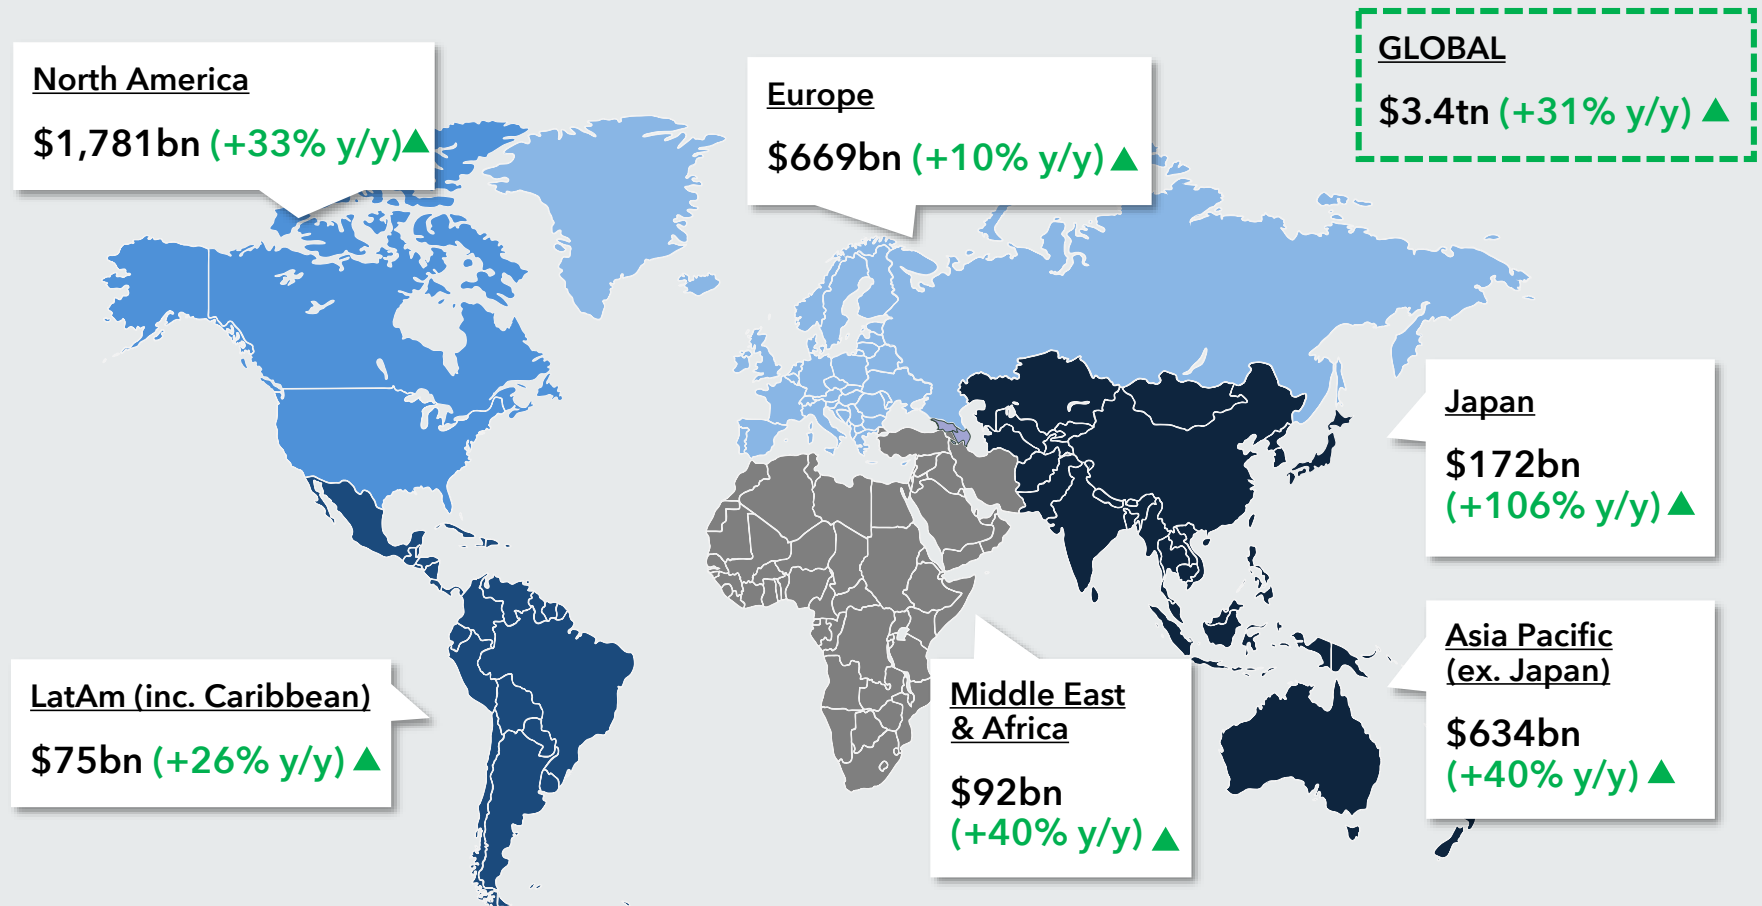 North America
$1,781bn (+33% y/y)▲
Europe
$669bn (+10% y/y) ▲
GLOBAL
$3.4tn (+31% y/y) ▲
Japan
$172bn
(+106% y/y) ▲
LatAm (inc. Caribbean)
$75bn (+26% y/y) ▲
Middle East
& Africa
$92bn
(+40% y/y) ▲
Asia Pacific
(ex. Japan)
$634bn
(+40% y/y) ▲